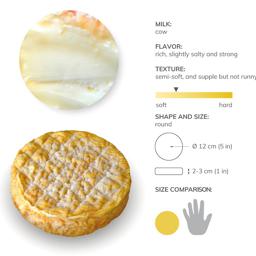 MILK:
cow
FLAVOR:
rich, slightly salty and strong
TEXTURE:
semi-soft, and supple but not runny
soft hard
SHAPE AND SIZE:
round
Ø 12 cm (5 in)
2-3 cm (1 in)
SIZE COMPARISON: